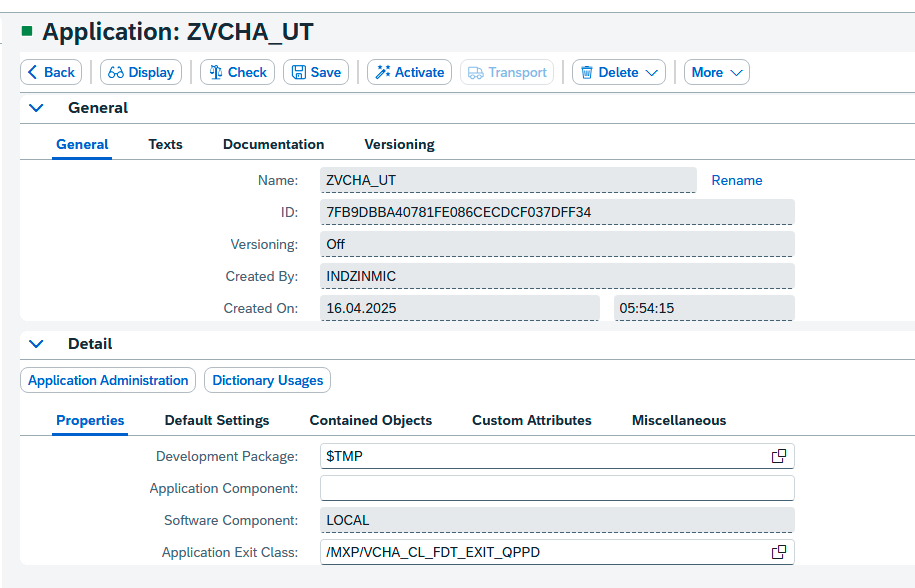 Application: ZVCHA_UT
Back Display Check Save Activate Transport Delete More
General
General Texts Documentation Versioning
Name: ZVCHA_UT Rename
ID: 7FB9DBBA40781FE086CECDCF037DFF34
Versioning: Off
Created By: INDZINMIC
Created On: 16.04.2025 05:54:15
Detail
Application Administration Dictionary Usages
Properties Default Settings Contained Objects Custom Attributes Miscellaneous
Development Package: $TMP
Application Component:
Software Component: LOCAL
Application Exit Class: /MXP/VCHA_CL_FDT_EXIT_QPPD